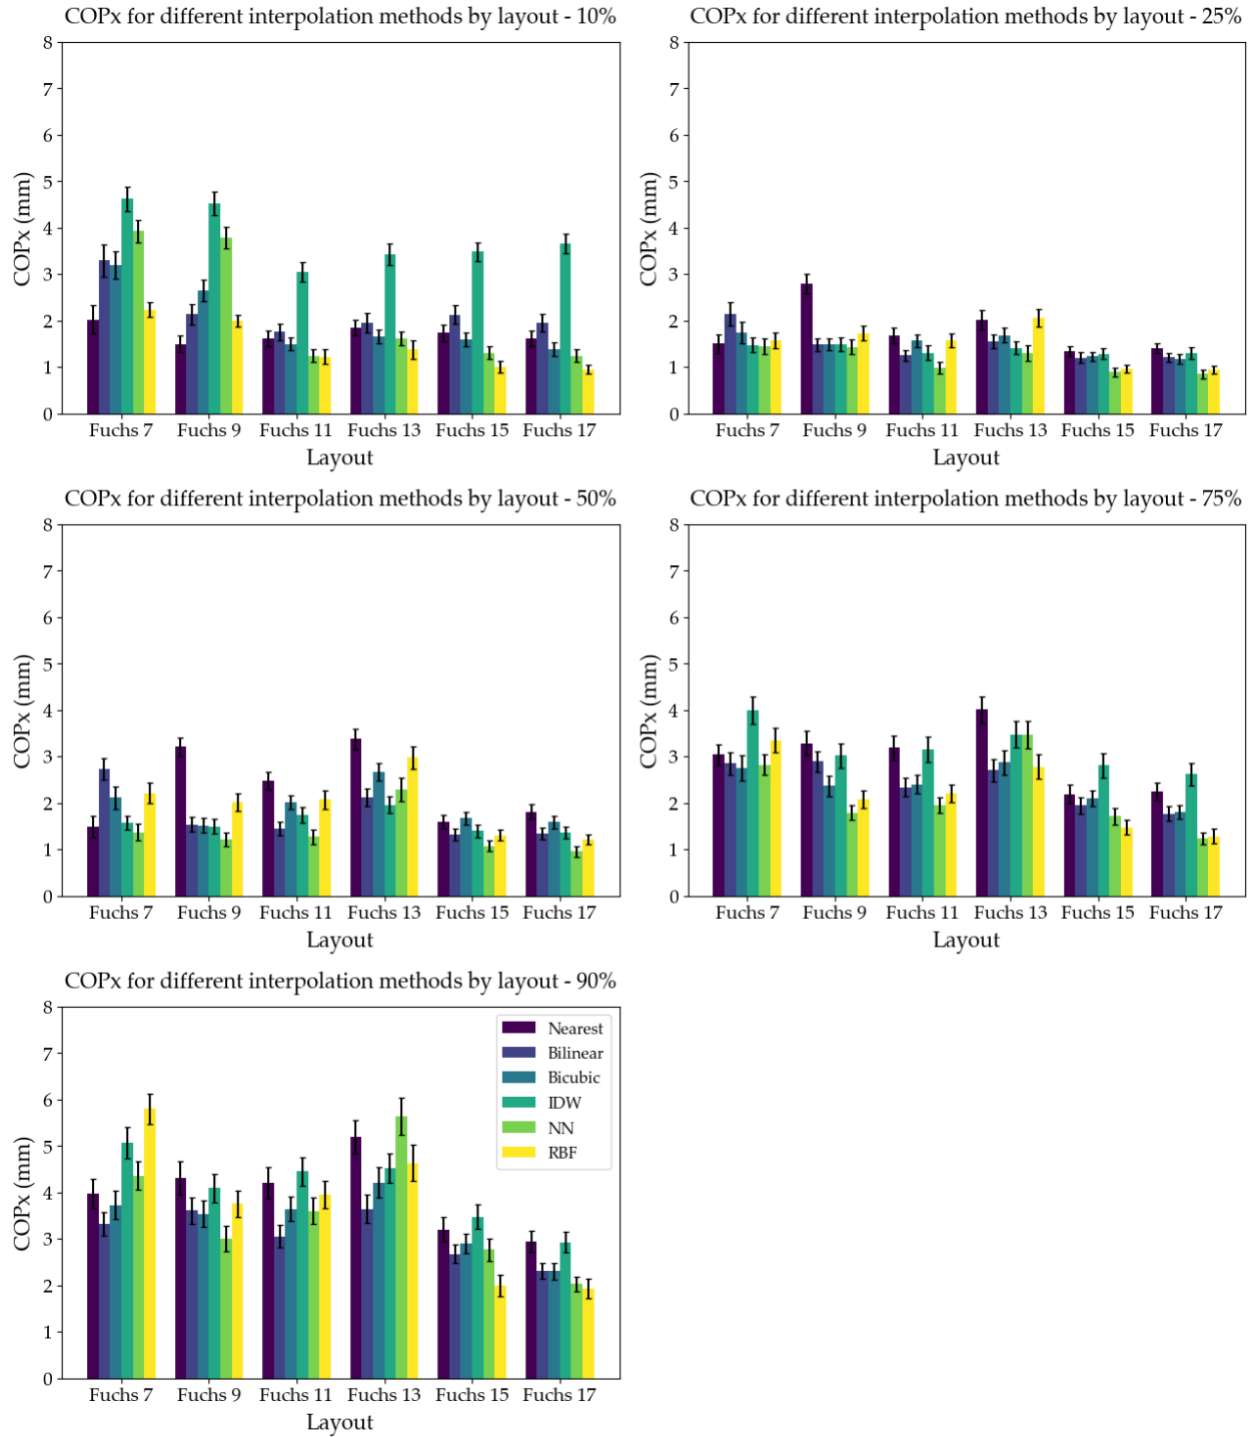 COPx for different interpolation methods by layout - 10%
8
7
6
5
4
3
2
1
0
COPx (mm)
Fuchs 7 Fuchs 9 Fuchs 11 Fuchs 13 Fuchs 15 Fuchs 17
Layout
COPx for different interpolation methods by layout - 25%
8
7
6
5
4
3
2
1
0
COPx (mm)
Fuchs 7 Fuchs 9 Fuchs 11 Fuchs 13 Fuchs 15 Fuchs 17
Layout
COPx for different interpolation methods by layout - 50%
8
7
6
5
4
3
2
1
0
COPx (mm)
Fuchs 7 Fuchs 9 Fuchs 11 Fuchs 13 Fuchs 15 Fuchs 17
Layout
COPx for different interpolation methods by layout - 75%
8
7
6
5
4
3
2
1
0
COPx (mm)
Fuchs 7 Fuchs 9 Fuchs 11 Fuchs 13 Fuchs 15 Fuchs 17
Layout
COPx for different interpolation methods by layout - 90%
8
7
6
5
4
3
2
1
0
COPx (mm)
Nearest
Bilinear
Bicubic
IDW
NN
RBF
Fuchs 7 Fuchs 9 Fuchs 11 Fuchs 13 Fuchs 15 Fuchs 17
Layout